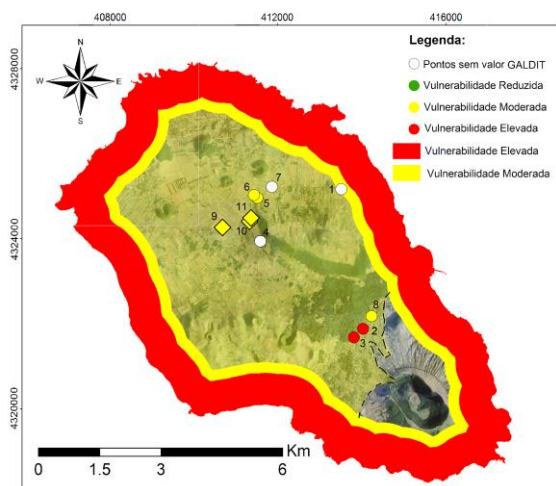 408000 412000 416000
4328000
4324000
4320000
N
W E
S
Legenda:
Pontos sem valor GALDIT
Vulnerabilidade Reduzida
Vulnerabilidade Moderada
Vulnerabilidade Elevada
Vulnerabilidade Elevada
Vulnerabilidade Moderada
7
1
6
5
11
9
10
4
8
2
3
Km
0 1.5 3 6